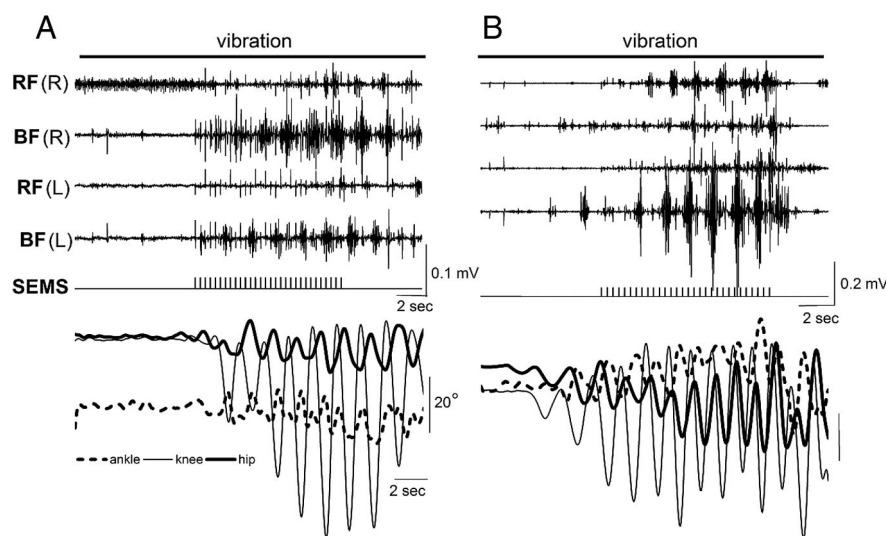 A
B
vibration
vibration
RF (R)
BF (R)
RF (L)
BF (L)
SEMS
0.1 mV
2 sec
0.2 mV
2 sec
20°
ankle knee hip
2 sec